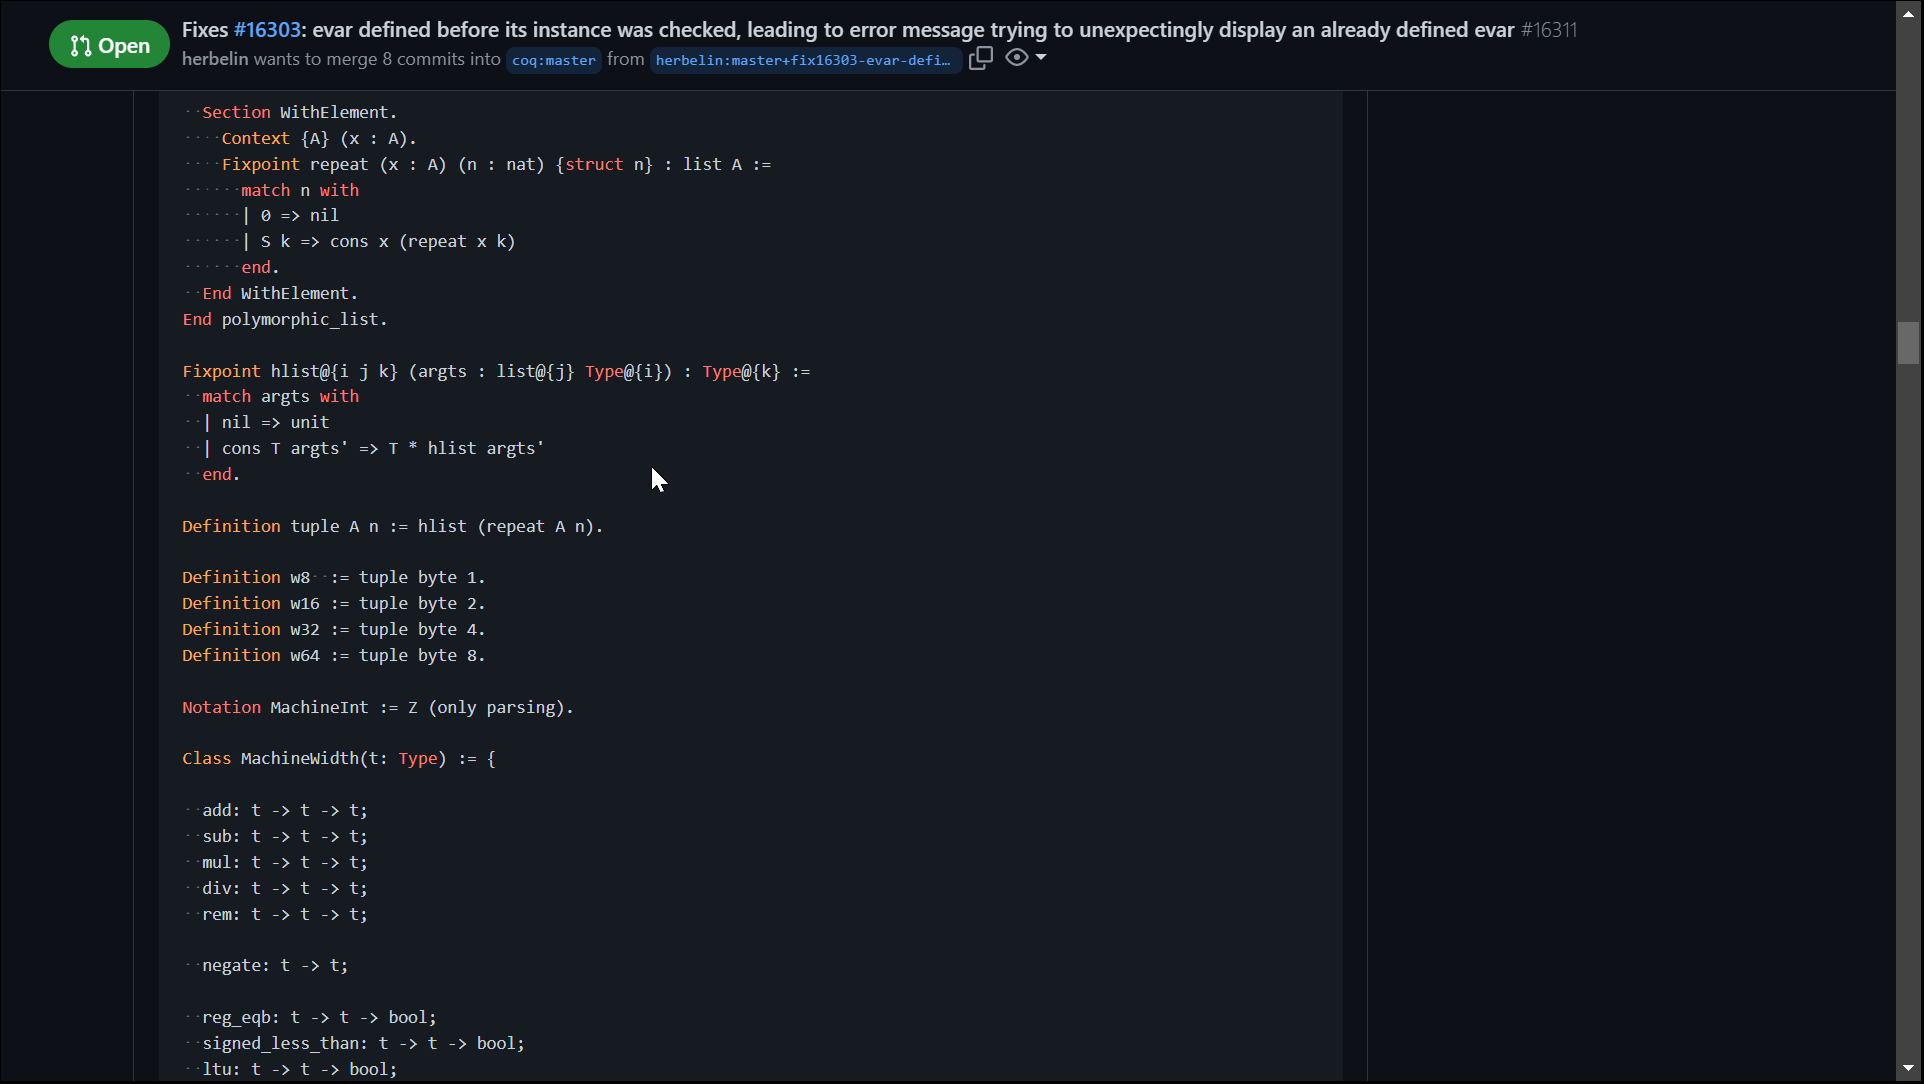 Open
Fixes #16303: evar defined before its instance was checked, leading to error message trying to unexpectingly display an already defined evar #16311
herbelin wants to merge 8 commits into coq:master from herbelin:master+fix16303-evar-defi…
  Section WithElement.
    Context {A} (x : A).
    Fixpoint repeat (x : A) (n : nat) {struct n} : list A :=
      match n with
      | 0 => nil
      | S k => cons x (repeat x k)
      end.
  End WithElement.
End polymorphic_list.
Fixpoint hlist@{i j k} (argts : list@{j} Type@{i}) : Type@{k} :=
  match argts with
  | nil => unit
  | cons T argts' => T * hlist argts'
  end.
Definition tuple A n := hlist (repeat A n).
Definition w8  := tuple byte 1.
Definition w16 := tuple byte 2.
Definition w32 := tuple byte 4.
Definition w64 := tuple byte 8.
Notation MachineInt := Z (only parsing).
Class MachineWidth(t: Type) := {
  add: t -> t -> t;
  sub: t -> t -> t;
  mul: t -> t -> t;
  div: t -> t -> t;
  rem: t -> t -> t;
  negate: t -> t;
  reg_eqb: t -> t -> bool;
  signed_less_than: t -> t -> bool;
  ltu: t -> t -> bool;